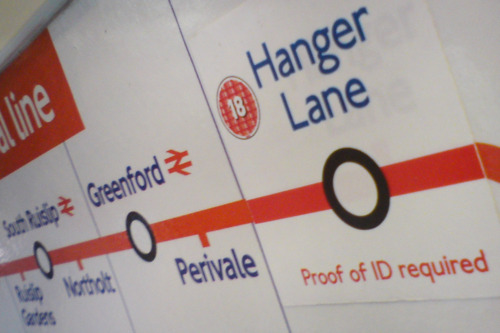 al line
South Ruislip
Ruislip
Gardens
Northolt
Greenford
Perivale
18
Hanger
Lane
Proof of ID required